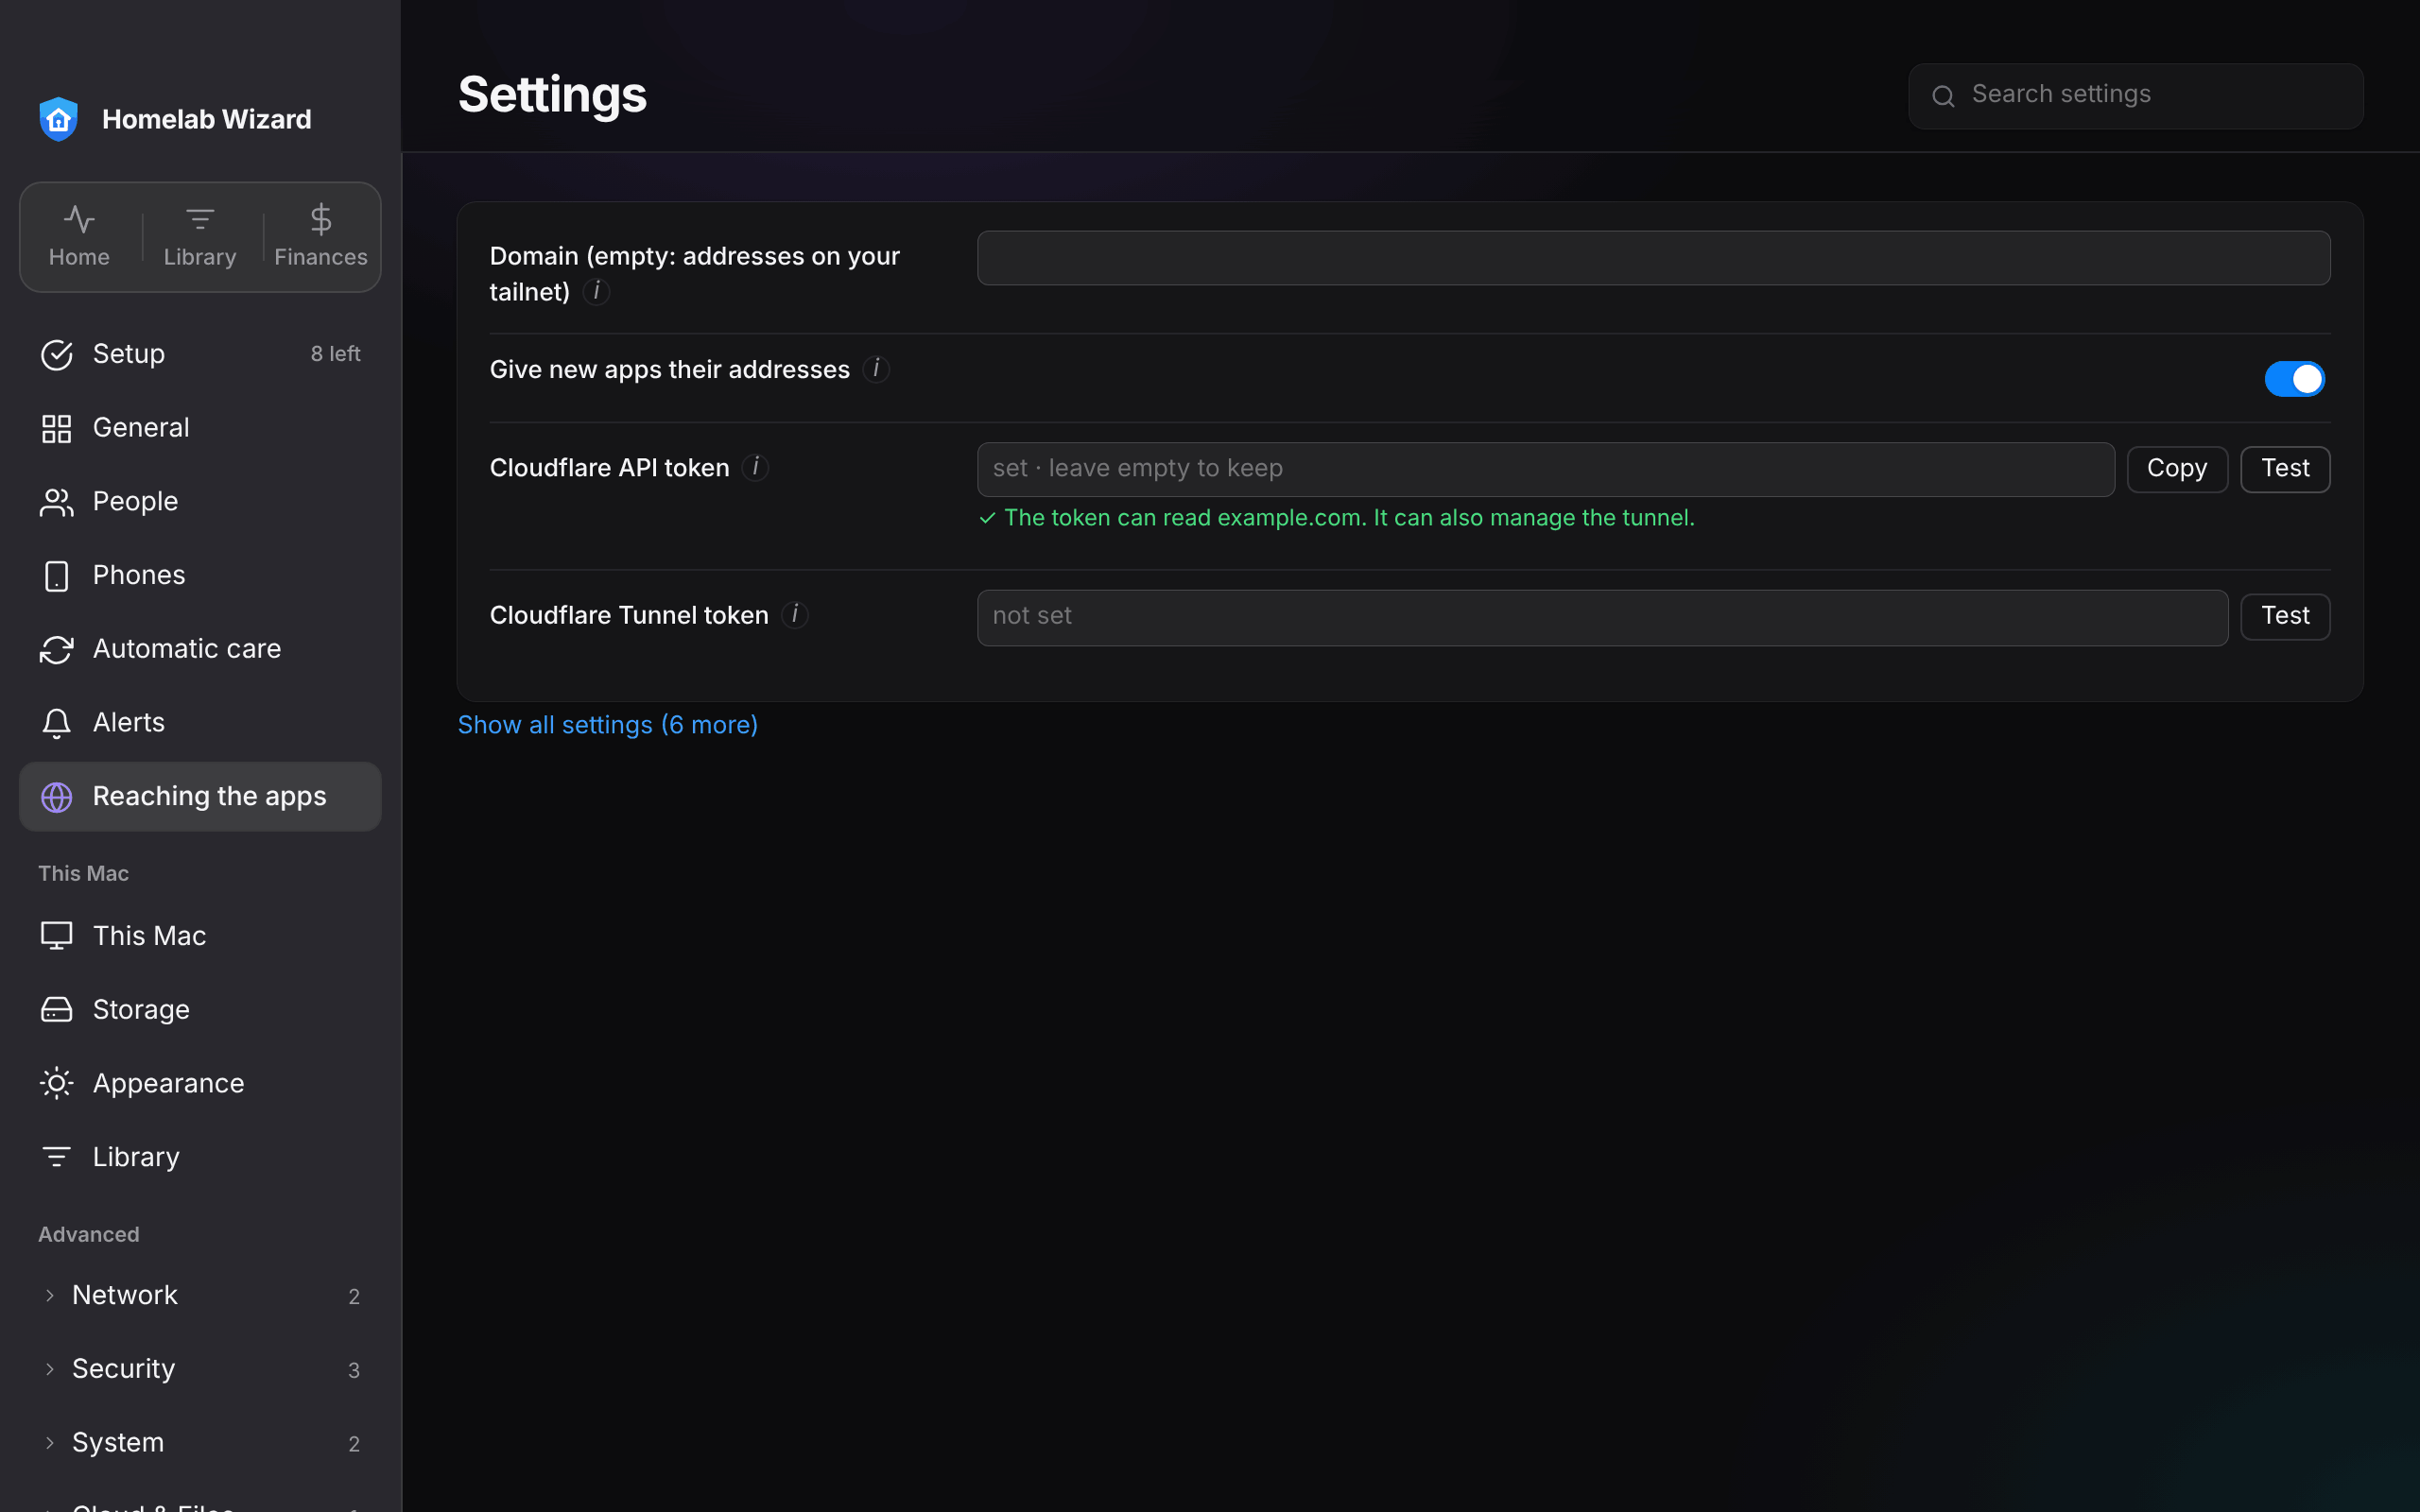 Homelab Wizard
Home
Library
Finances
Setup
8 left
General
People
Phones
Automatic care
Alerts
Reaching the apps
This Mac
This Mac
Storage
Appearance
Library
Advanced
Network
2
Security
3
System
2
Cloud & Files
Settings
Search settings
Domain (empty: addresses on your
tailnet) i
Give new apps their addresses i
Cloudflare API token i
set · leave empty to keep
Copy
Test
✓ The token can read example.com. It can also manage the tunnel.
Cloudflare Tunnel token i
not set
Test
Show all settings (6 more)